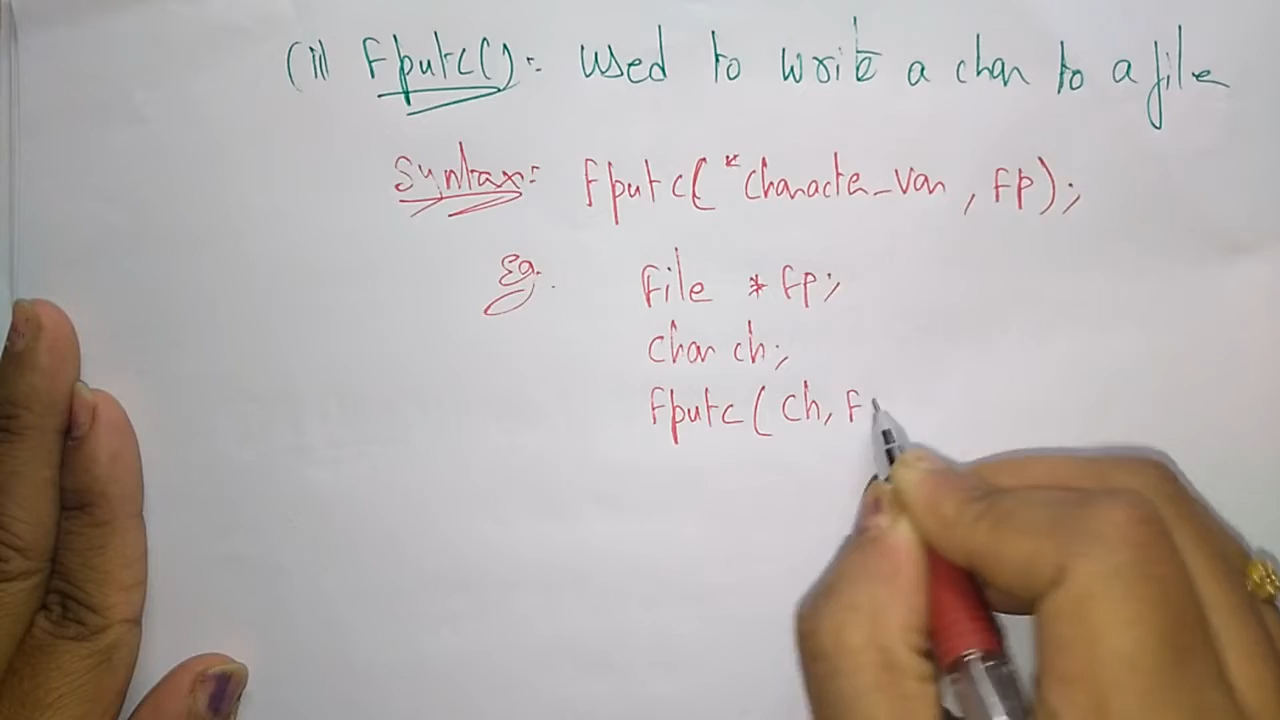 (ii) Fputc() :- used to write a char to a file
Syntax:- Fputc( *character_var , FP);
Eg. File * FP;
char ch;
Fputc( ch, F